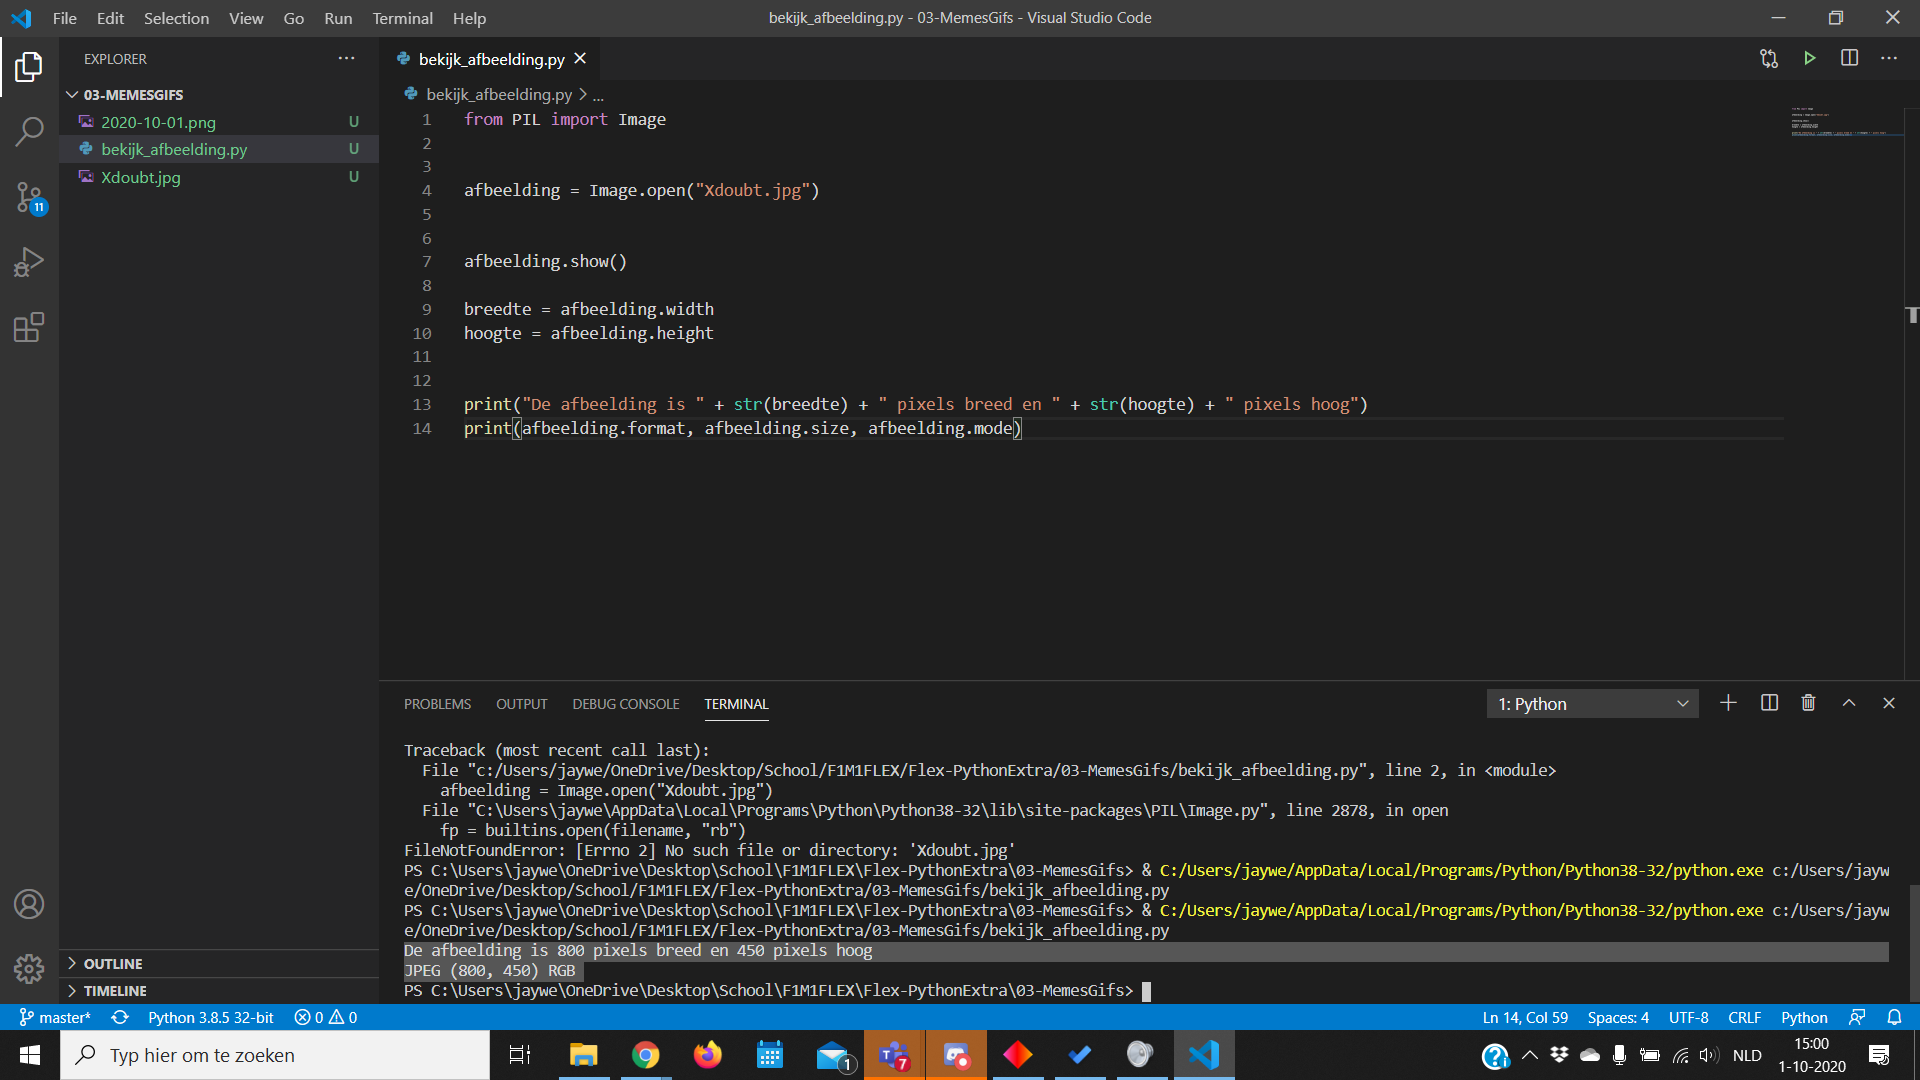 File Edit Selection View Go Run Terminal Help
bekijk_afbeelding.py - 03-MemesGifs - Visual Studio Code
EXPLORER
03-MEMESGIFS
2020-10-01.png U
bekijk_afbeelding.py U
Xdoubt.jpg U
11
OUTLINE
TIMELINE
bekijk_afbeelding.py
bekijk_afbeelding.py > ...
1 from PIL import Image
2
3
4 afbeelding = Image.open("Xdoubt.jpg")
5
6
7 afbeelding.show()
8
9 breedte = afbeelding.width
10 hoogte = afbeelding.height
11
12
13 print("De afbeelding is " + str(breedte) + " pixels breed en " + str(hoogte) + " pixels hoog")
14 print(afbeelding.format, afbeelding.size, afbeelding.mode)
PROBLEMS OUTPUT DEBUG CONSOLE TERMINAL
1: Python
Traceback (most recent call last):
File "c:/Users/jaywe/OneDrive/Desktop/School/F1M1FLEX/Flex-PythonExtra/03-MemesGifs/bekijk_afbeelding.py", line 2, in <module>
afbeelding = Image.open("Xdoubt.jpg")
File "C:\Users\jaywe\AppData\Local\Programs\Python\Python38-32\lib\site-packages\PIL\Image.py", line 2878, in open
fp = builtins.open(filename, "rb")
FileNotFoundError: [Errno 2] No such file or directory: 'Xdoubt.jpg'
PS C:\Users\jaywe\OneDrive\Desktop\School\F1M1FLEX\Flex-PythonExtra\03-MemesGifs> & C:/Users/jaywe/AppData/Local/Programs/Python/Python38-32/python.exe c:/Users/jayw
e/OneDrive/Desktop/School/F1M1FLEX/Flex-PythonExtra/03-MemesGifs/bekijk_afbeelding.py
PS C:\Users\jaywe\OneDrive\Desktop\School\F1M1FLEX\Flex-PythonExtra\03-MemesGifs> & C:/Users/jaywe/AppData/Local/Programs/Python/Python38-32/python.exe c:/Users/jayw
e/OneDrive/Desktop/School/F1M1FLEX/Flex-PythonExtra/03-MemesGifs/bekijk_afbeelding.py
De afbeelding is 800 pixels breed en 450 pixels hoog
JPEG (800, 450) RGB
PS C:\Users\jaywe\OneDrive\Desktop\School\F1M1FLEX\Flex-PythonExtra\03-MemesGifs>
master* Python 3.8.5 32-bit 0 0
Ln 14, Col 59 Spaces: 4 UTF-8 CRLF Python
Typ hier om te zoeken
1
7
NLD
15:00
1-10-2020